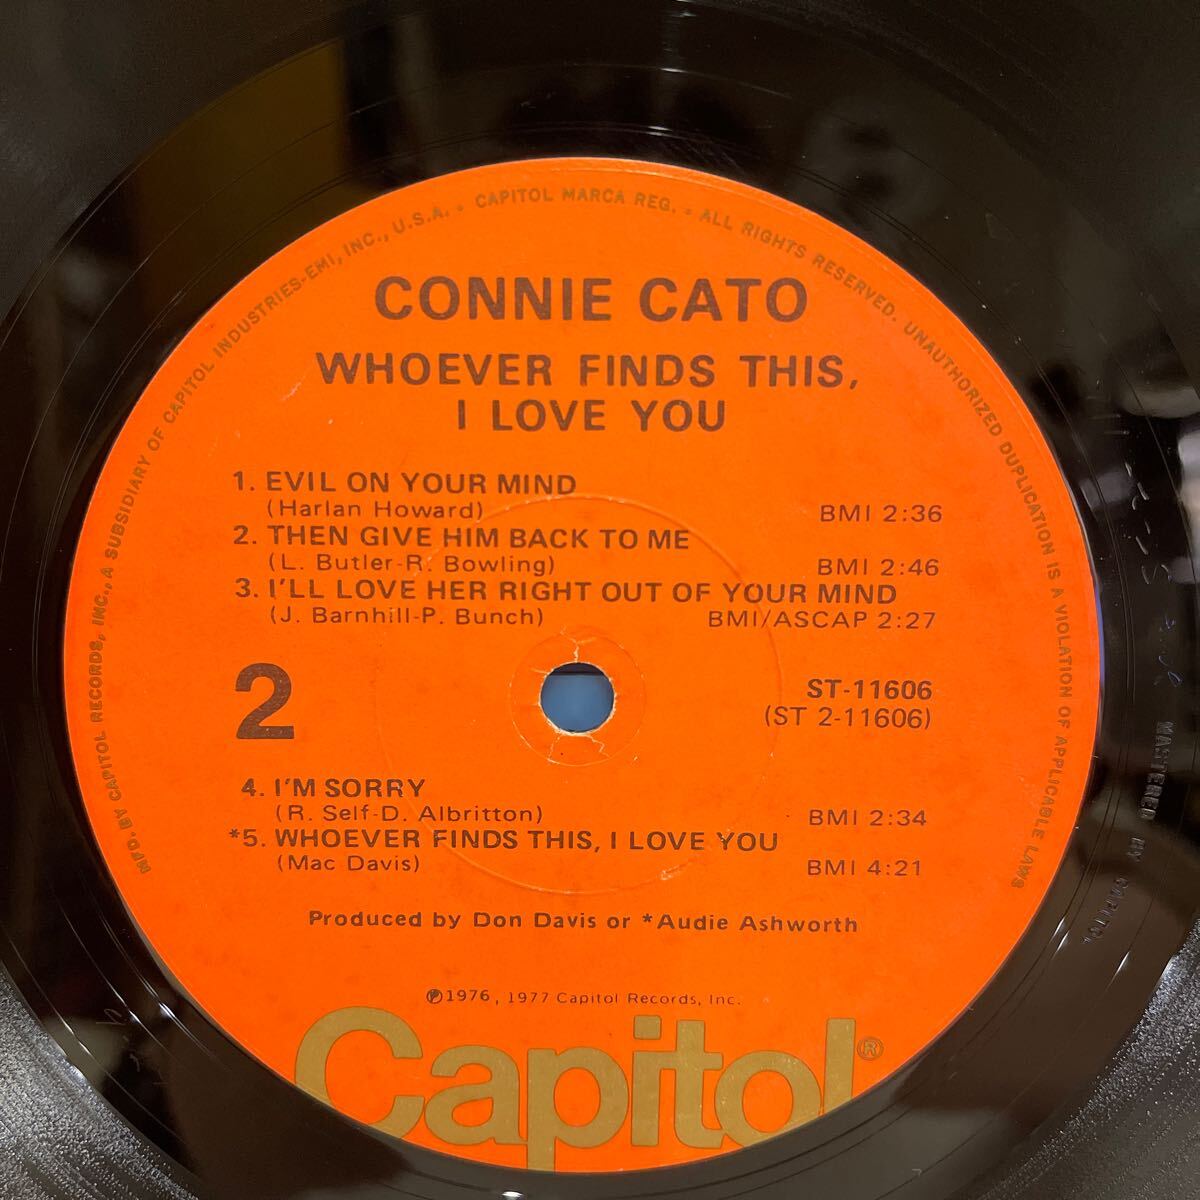 MFD. BY CAPITOL RECORDS, INC., A SUBSIDIARY OF CAPITOL INDUSTRIES-EMI, INC., U.S.A. • CAPITOL MARCA REG. • ALL RIGHTS RESERVED. UNAUTHORIZED DUPLICATION IS A VIOLATION OF APPLICABLE LAWS
CONNIE CATO
WHOEVER FINDS THIS,
I LOVE YOU
1. EVIL ON YOUR MIND
(Harlan Howard) BMI 2:36
2. THEN GIVE HIM BACK TO ME
(L. Butler-R. Bowling) BMI 2:46
3. I'LL LOVE HER RIGHT OUT OF YOUR MIND
(J. Barnhill-P. Bunch) BMI/ASCAP 2:27
2
ST-11606
(ST 2-11606)
4. I'M SORRY
(R. Self-D. Albritton) BMI 2:34
*5. WHOEVER FINDS THIS, I LOVE YOU
(Mac Davis) BMI 4:21
Produced by Don Davis or *Audie Ashworth
℗1976, 1977 Capitol Records, Inc.
Capitol®
MASTERED BY CAPITOL